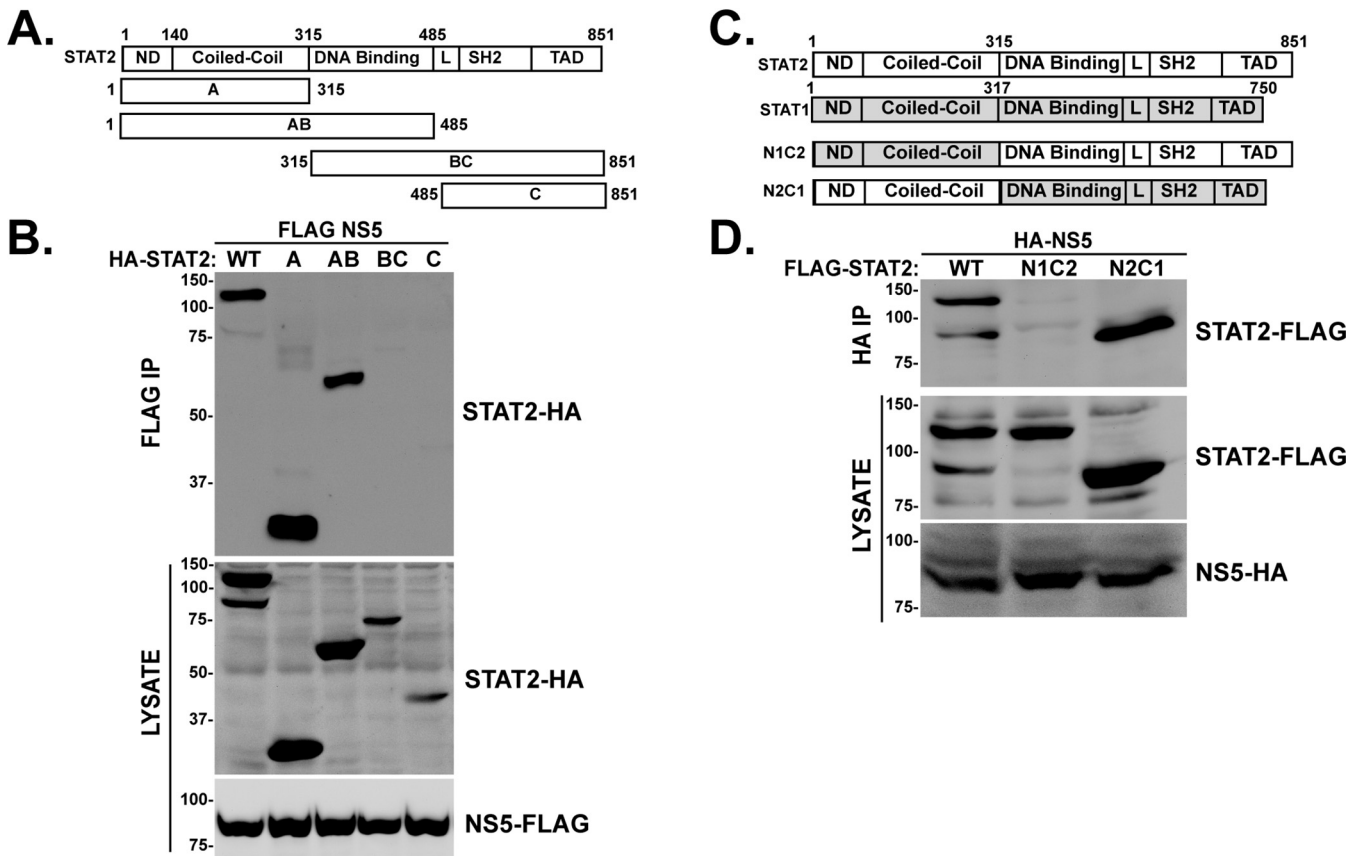 A.
1 140 315 485 851
STAT2 ND Coiled-Coil DNA Binding L SH2 TAD
1 A 315
1 AB 485
315 BC 851
485 C 851
B.
FLAG NS5
HA-STAT2: WT A AB BC C
FLAG IP
150-
100-
75-
50-
37-
STAT2-HA
LYSATE
150-
100-
75-
50-
37-
STAT2-HA
100-
75-
NS5-FLAG
C.
1 315 851
STAT2 ND Coiled-Coil DNA Binding L SH2 TAD
1 317 750
STAT1 ND Coiled-Coil DNA Binding L SH2 TAD
N1C2 ND Coiled-Coil DNA Binding L SH2 TAD
N2C1 ND Coiled-Coil DNA Binding L SH2 TAD
D.
HA-NS5
FLAG-STAT2: WT N1C2 N2C1
HA IP
150-
100-
75-
STAT2-FLAG
LYSATE
150-
100-
75-
STAT2-FLAG
100-
75-
NS5-HA